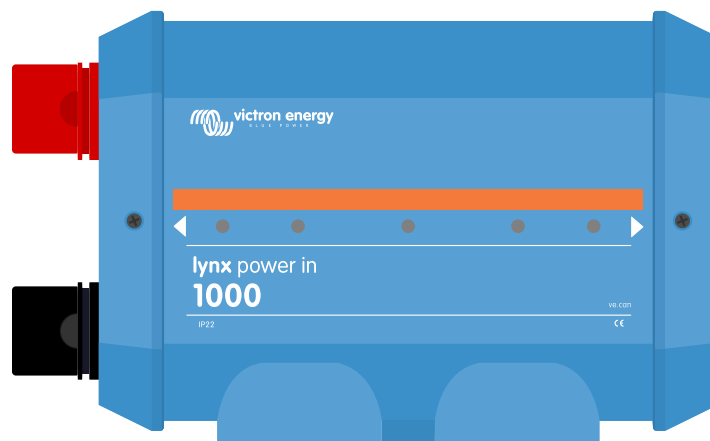 victron energy
BLUE POWER
lynx power in
1000
ve.can
IP22
CE